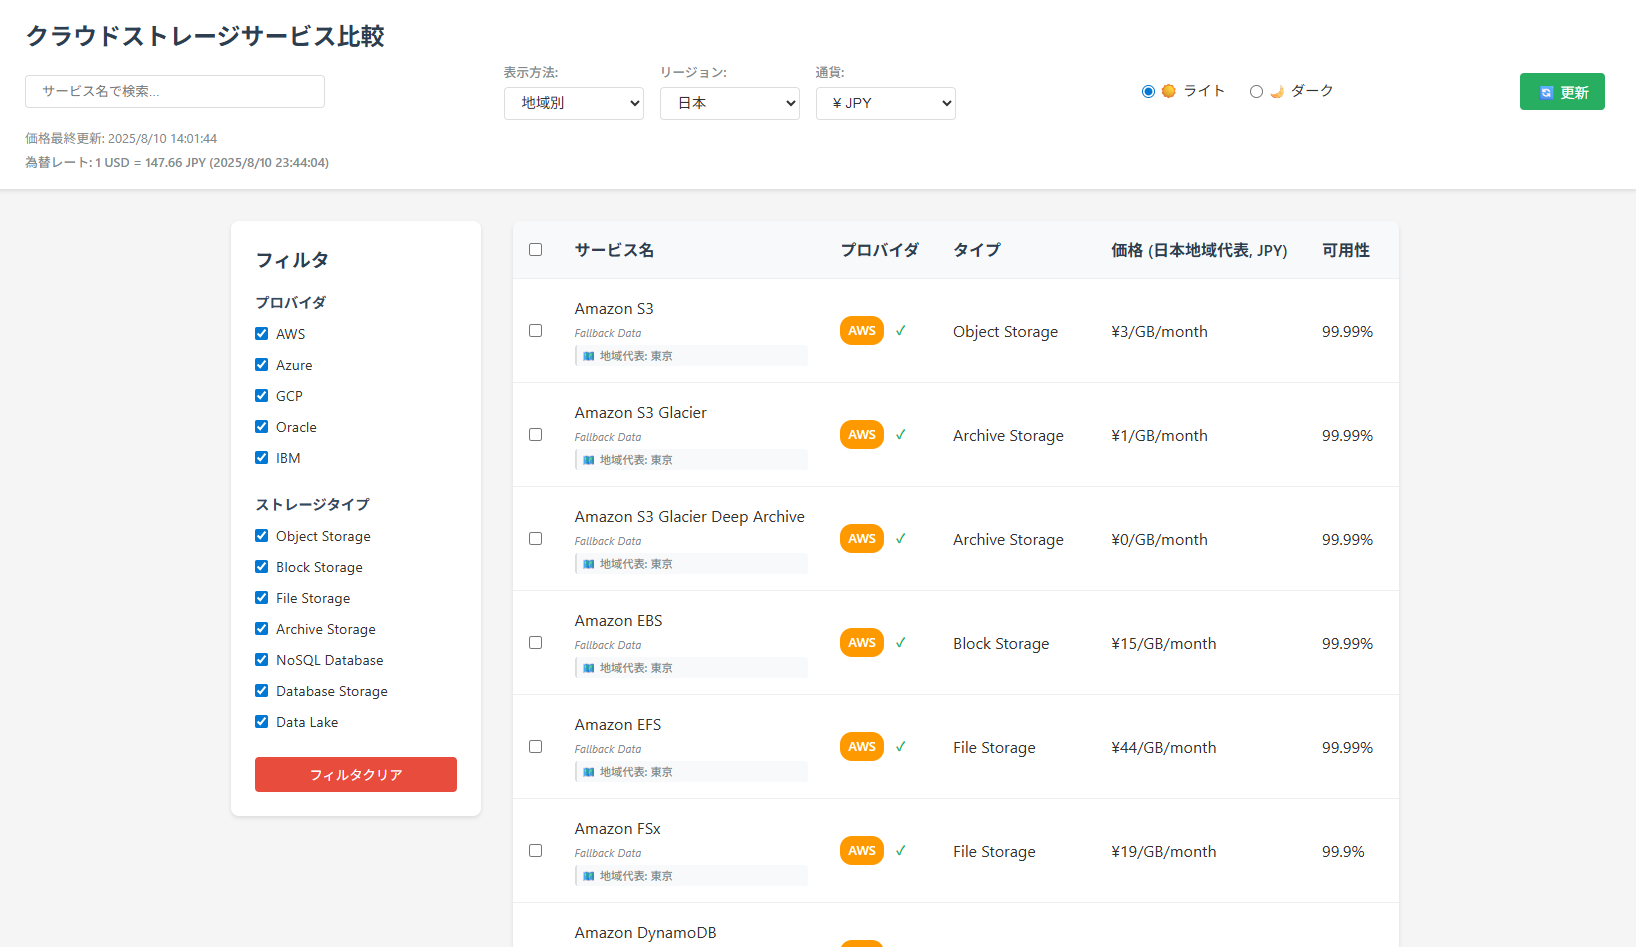 クラウドストレージサービス比較
サービス名で検索...
表示方法:
地域別
リージョン:
日本
通貨:
¥ JPY
ライト
ダーク
更新
価格最終更新: 2025/8/10 14:01:44
為替レート: 1 USD = 147.66 JPY (2025/8/10 23:44:04)
フィルタ
プロバイダ
AWS
Azure
GCP
Oracle
IBM
ストレージタイプ
Object Storage
Block Storage
File Storage
Archive Storage
NoSQL Database
Database Storage
Data Lake
フィルタクリア
サービス名 プロバイダ タイプ 価格 (日本地域代表, JPY) 可用性
Amazon S3
Fallback Data
地域代表: 東京
AWS ✓ Object Storage ¥3/GB/month 99.99%
Amazon S3 Glacier
Fallback Data
地域代表: 東京
AWS ✓ Archive Storage ¥1/GB/month 99.99%
Amazon S3 Glacier Deep Archive
Fallback Data
地域代表: 東京
AWS ✓ Archive Storage ¥0/GB/month 99.99%
Amazon EBS
Fallback Data
地域代表: 東京
AWS ✓ Block Storage ¥15/GB/month 99.99%
Amazon EFS
Fallback Data
地域代表: 東京
AWS ✓ File Storage ¥44/GB/month 99.99%
Amazon FSx
Fallback Data
地域代表: 東京
AWS ✓ File Storage ¥19/GB/month 99.9%
Amazon DynamoDB